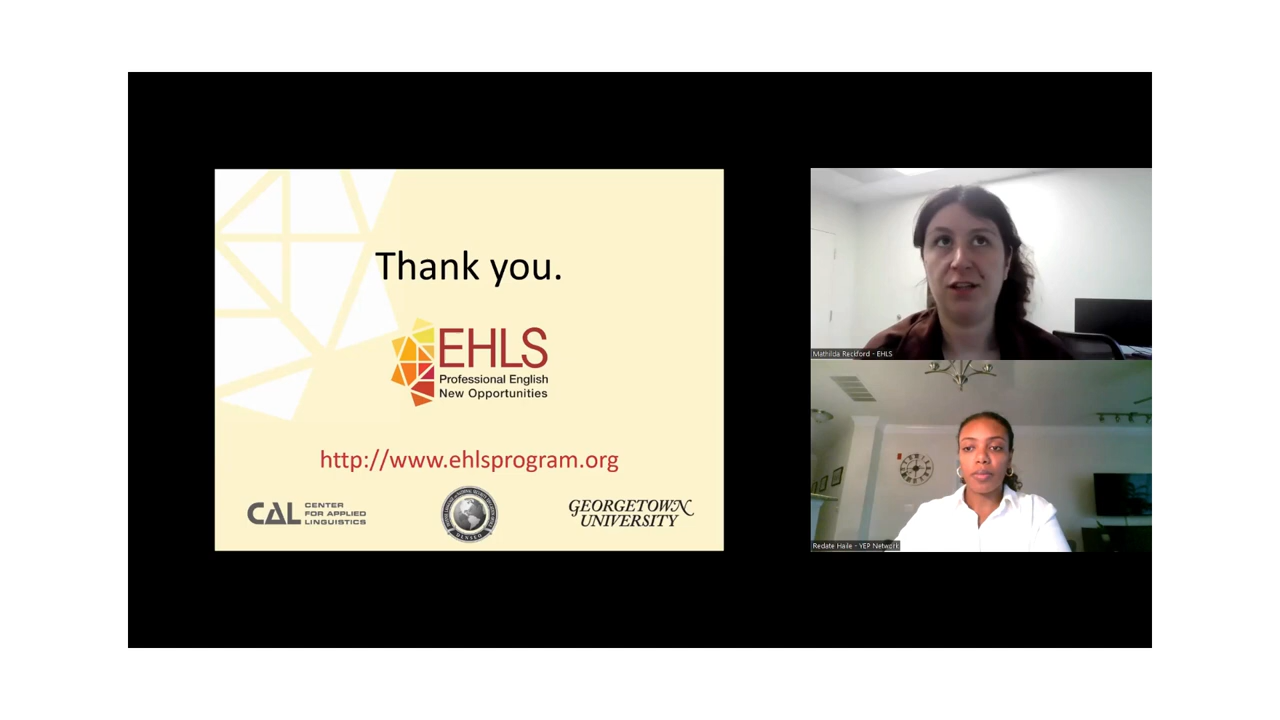 Thank you.
EHLS
Professional English
New Opportunities
http://www.ehlsprogram.org
CAL CENTER
FOR APPLIED
LINGUISTICS
GEORGETOWN
UNIVERSITY
Mathilda Reckford - EHLS
Redate Haile - YEP Network